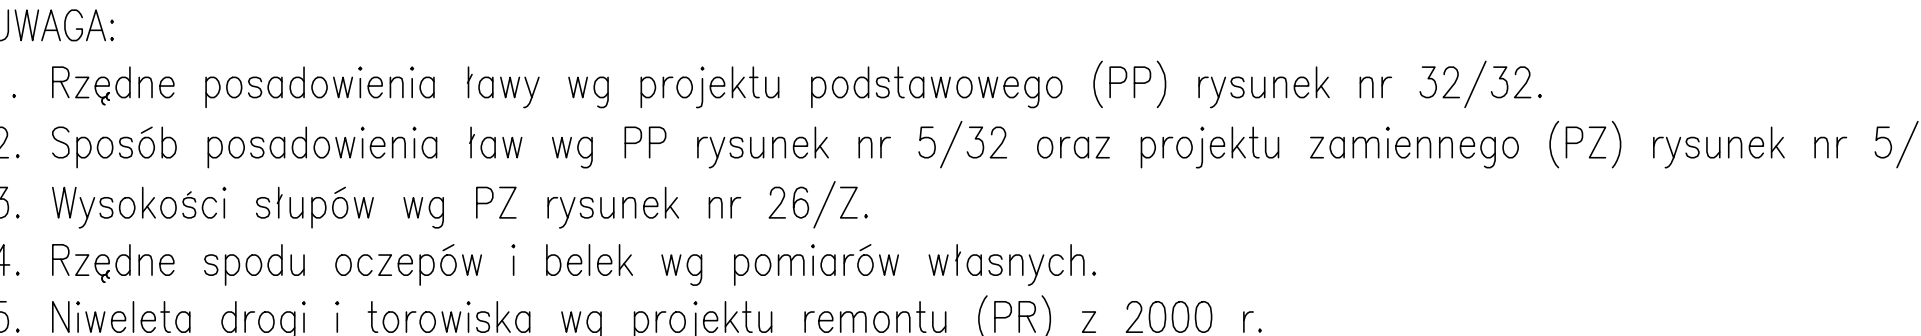 UWAGA:
1. Rzędne posadowienia ławy wg projektu podstawowego (PP) rysunek nr 32/32.
2. Sposób posadowienia ław wg PP rysunek nr 5/32 oraz projektu zamiennego (PZ) rysunek nr 5/
3. Wysokości słupów wg PZ rysunek nr 26/Z.
4. Rzędne spodu oczepów i belek wg pomiarów własnych.
5. Niweleta drogi i torowiska wg projektu remontu (PR) z 2000 r.